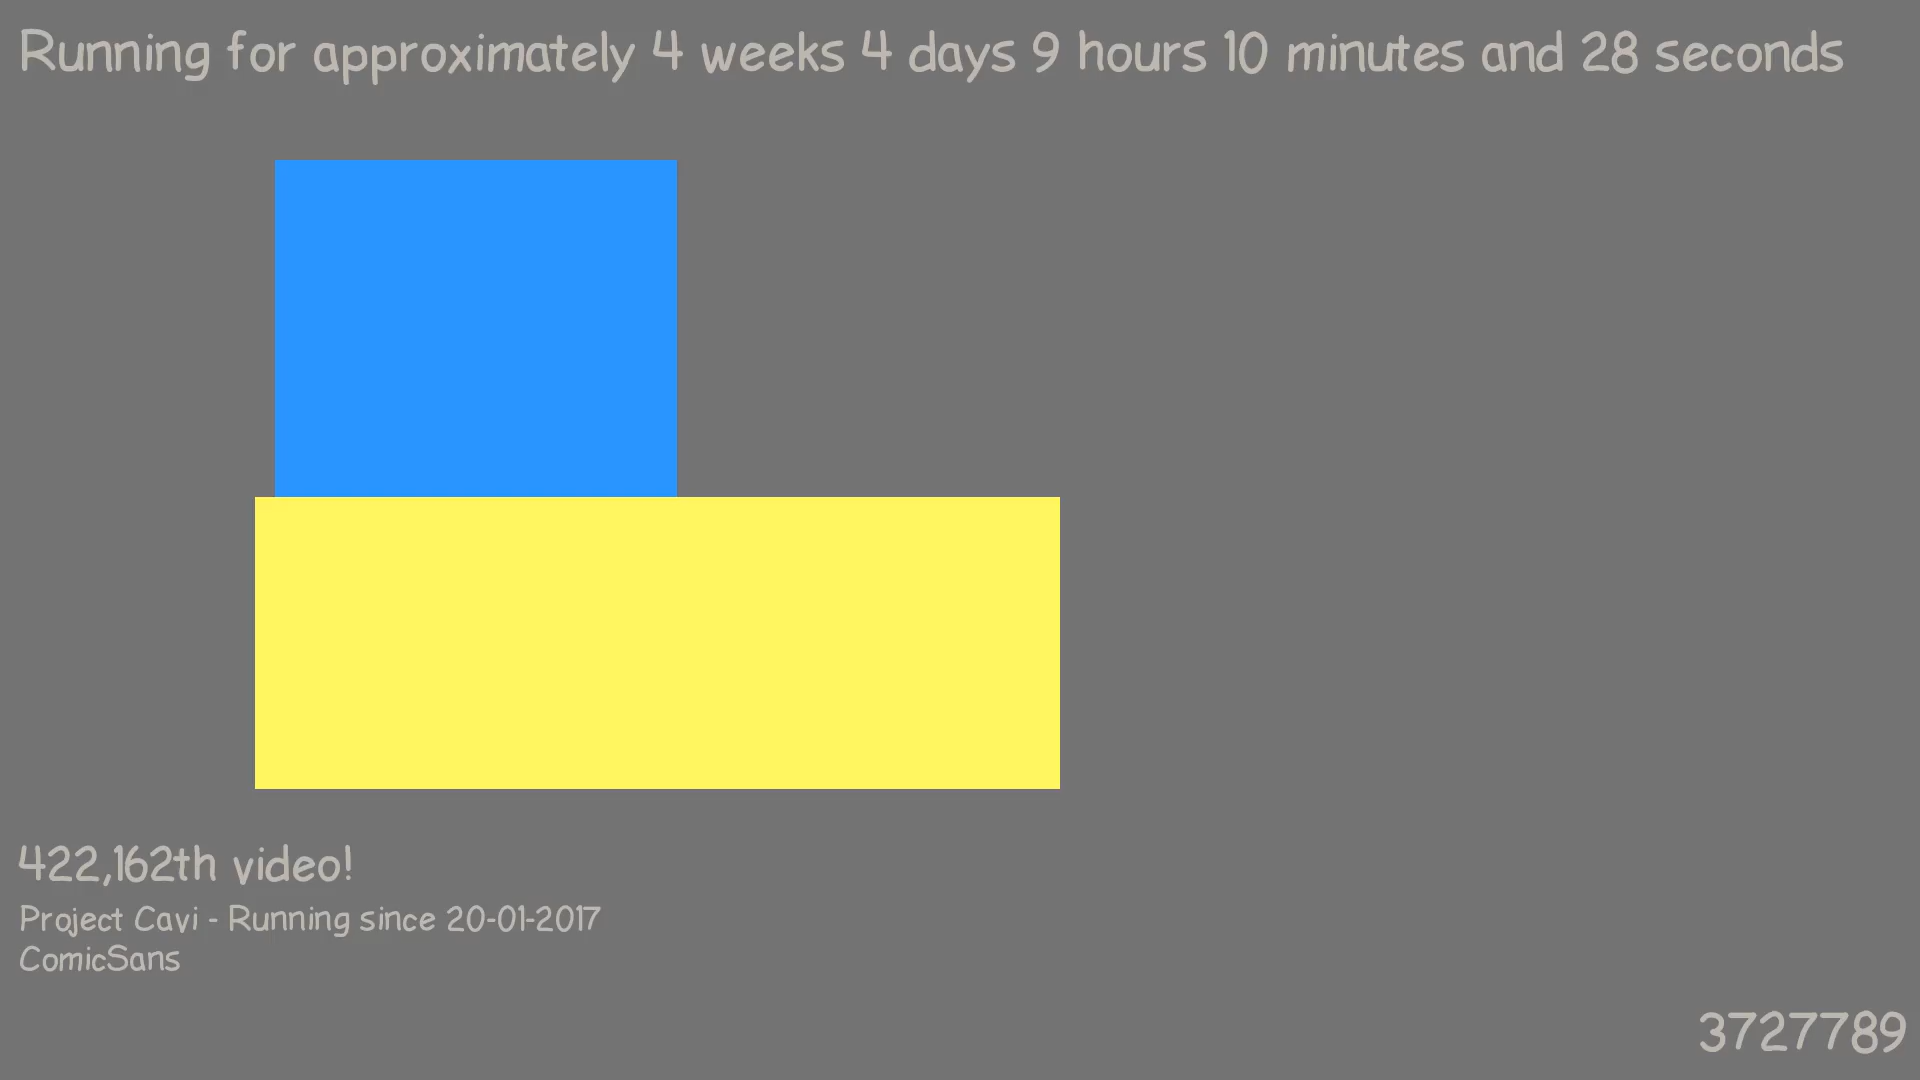 Running for approximately 4 weeks 4 days 9 hours 10 minutes and 28 seconds
422,162th video!
Project Cavi - Running since 20-01-2017
ComicSans
3727789